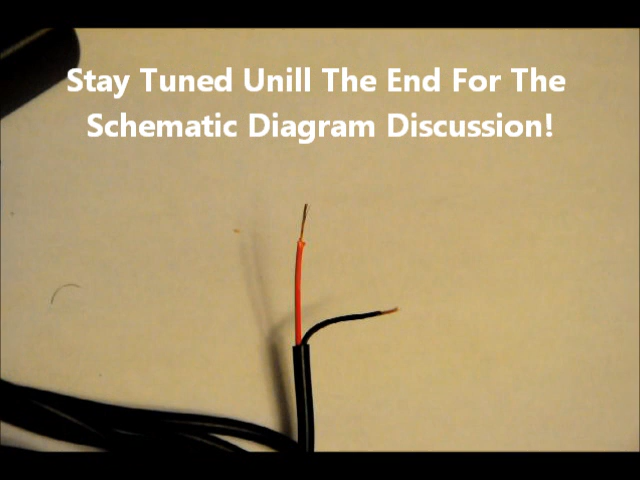 Stay Tuned Unill The End For The
Schematic Diagram Discussion!